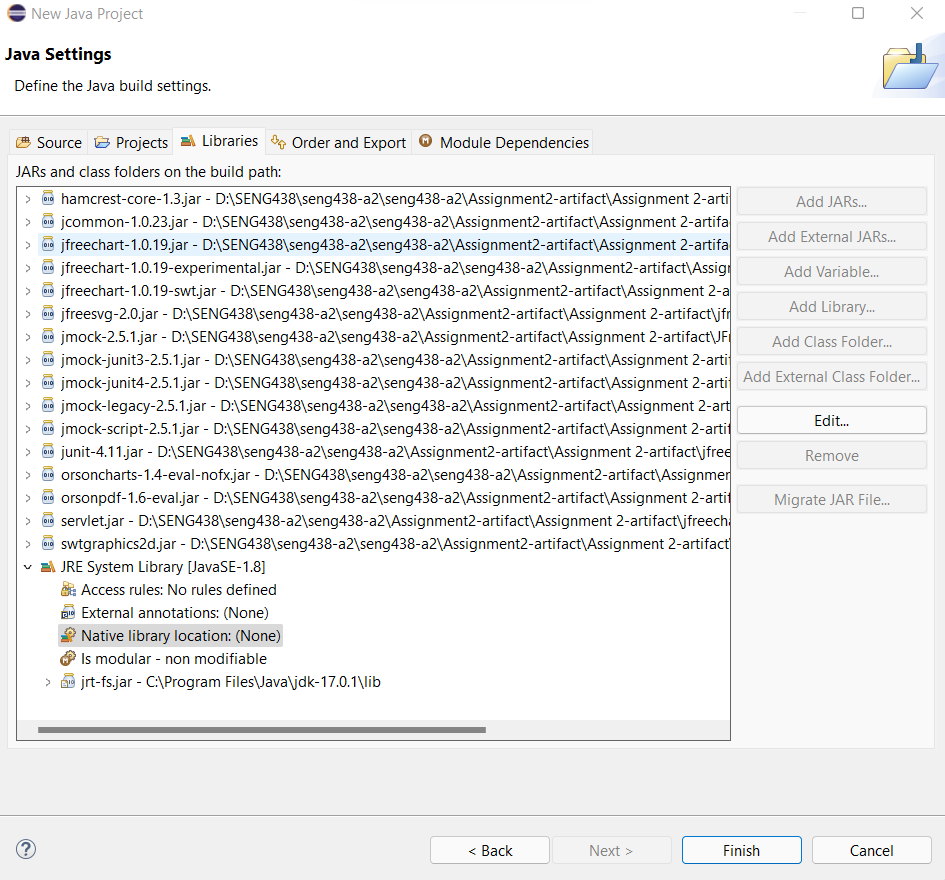 New Java Project
Java Settings
Define the Java build settings.
Source Projects Libraries Order and Export Module Dependencies
JARs and class folders on the build path:
hamcrest-core-1.3.jar - D:\SENG438\seng438-a2\seng438-a2\Assignment2-artifact\Assignment 2-arti
jcommon-1.0.23.jar - D:\SENG438\seng438-a2\seng438-a2\Assignment2-artifact\Assignment 2-artifa
jfreechart-1.0.19.jar - D:\SENG438\seng438-a2\seng438-a2\Assignment2-artifact\Assignment 2-artifac
jfreechart-1.0.19-experimental.jar - D:\SENG438\seng438-a2\seng438-a2\Assignment2-artifact\Assign
jfreechart-1.0.19-swt.jar - D:\SENG438\seng438-a2\seng438-a2\Assignment2-artifact\Assignment 2-a
jfreesvg-2.0.jar - D:\SENG438\seng438-a2\seng438-a2\Assignment2-artifact\Assignment 2-artifact\jfr
jmock-2.5.1.jar - D:\SENG438\seng438-a2\seng438-a2\Assignment2-artifact\Assignment 2-artifact\JFr
jmock-junit3-2.5.1.jar - D:\SENG438\seng438-a2\seng438-a2\Assignment2-artifact\Assignment 2-arti
jmock-junit4-2.5.1.jar - D:\SENG438\seng438-a2\seng438-a2\Assignment2-artifact\Assignment 2-arti
jmock-legacy-2.5.1.jar - D:\SENG438\seng438-a2\seng438-a2\Assignment2-artifact\Assignment 2-art
jmock-script-2.5.1.jar - D:\SENG438\seng438-a2\seng438-a2\Assignment2-artifact\Assignment 2-artif
junit-4.11.jar - D:\SENG438\seng438-a2\seng438-a2\Assignment2-artifact\Assignment 2-artifact\jfree
orsoncharts-1.4-eval-nofx.jar - D:\SENG438\seng438-a2\seng438-a2\Assignment2-artifact\Assignmen
orsonpdf-1.6-eval.jar - D:\SENG438\seng438-a2\seng438-a2\Assignment2-artifact\Assignment 2-artif
servlet.jar - D:\SENG438\seng438-a2\seng438-a2\Assignment2-artifact\Assignment 2-artifact\jfreecha
swtgraphics2d.jar - D:\SENG438\seng438-a2\seng438-a2\Assignment2-artifact\Assignment 2-artifact\
JRE System Library [JavaSE-1.8]
Access rules: No rules defined
External annotations: (None)
Native library location: (None)
Is modular - non modifiable
jrt-fs.jar - C:\Program Files\Java\jdk-17.0.1\lib
Add JARs...
Add External JARs...
Add Variable...
Add Library...
Add Class Folder...
Add External Class Folder...
Edit...
Remove
Migrate JAR File...
?
< Back Next > Finish Cancel